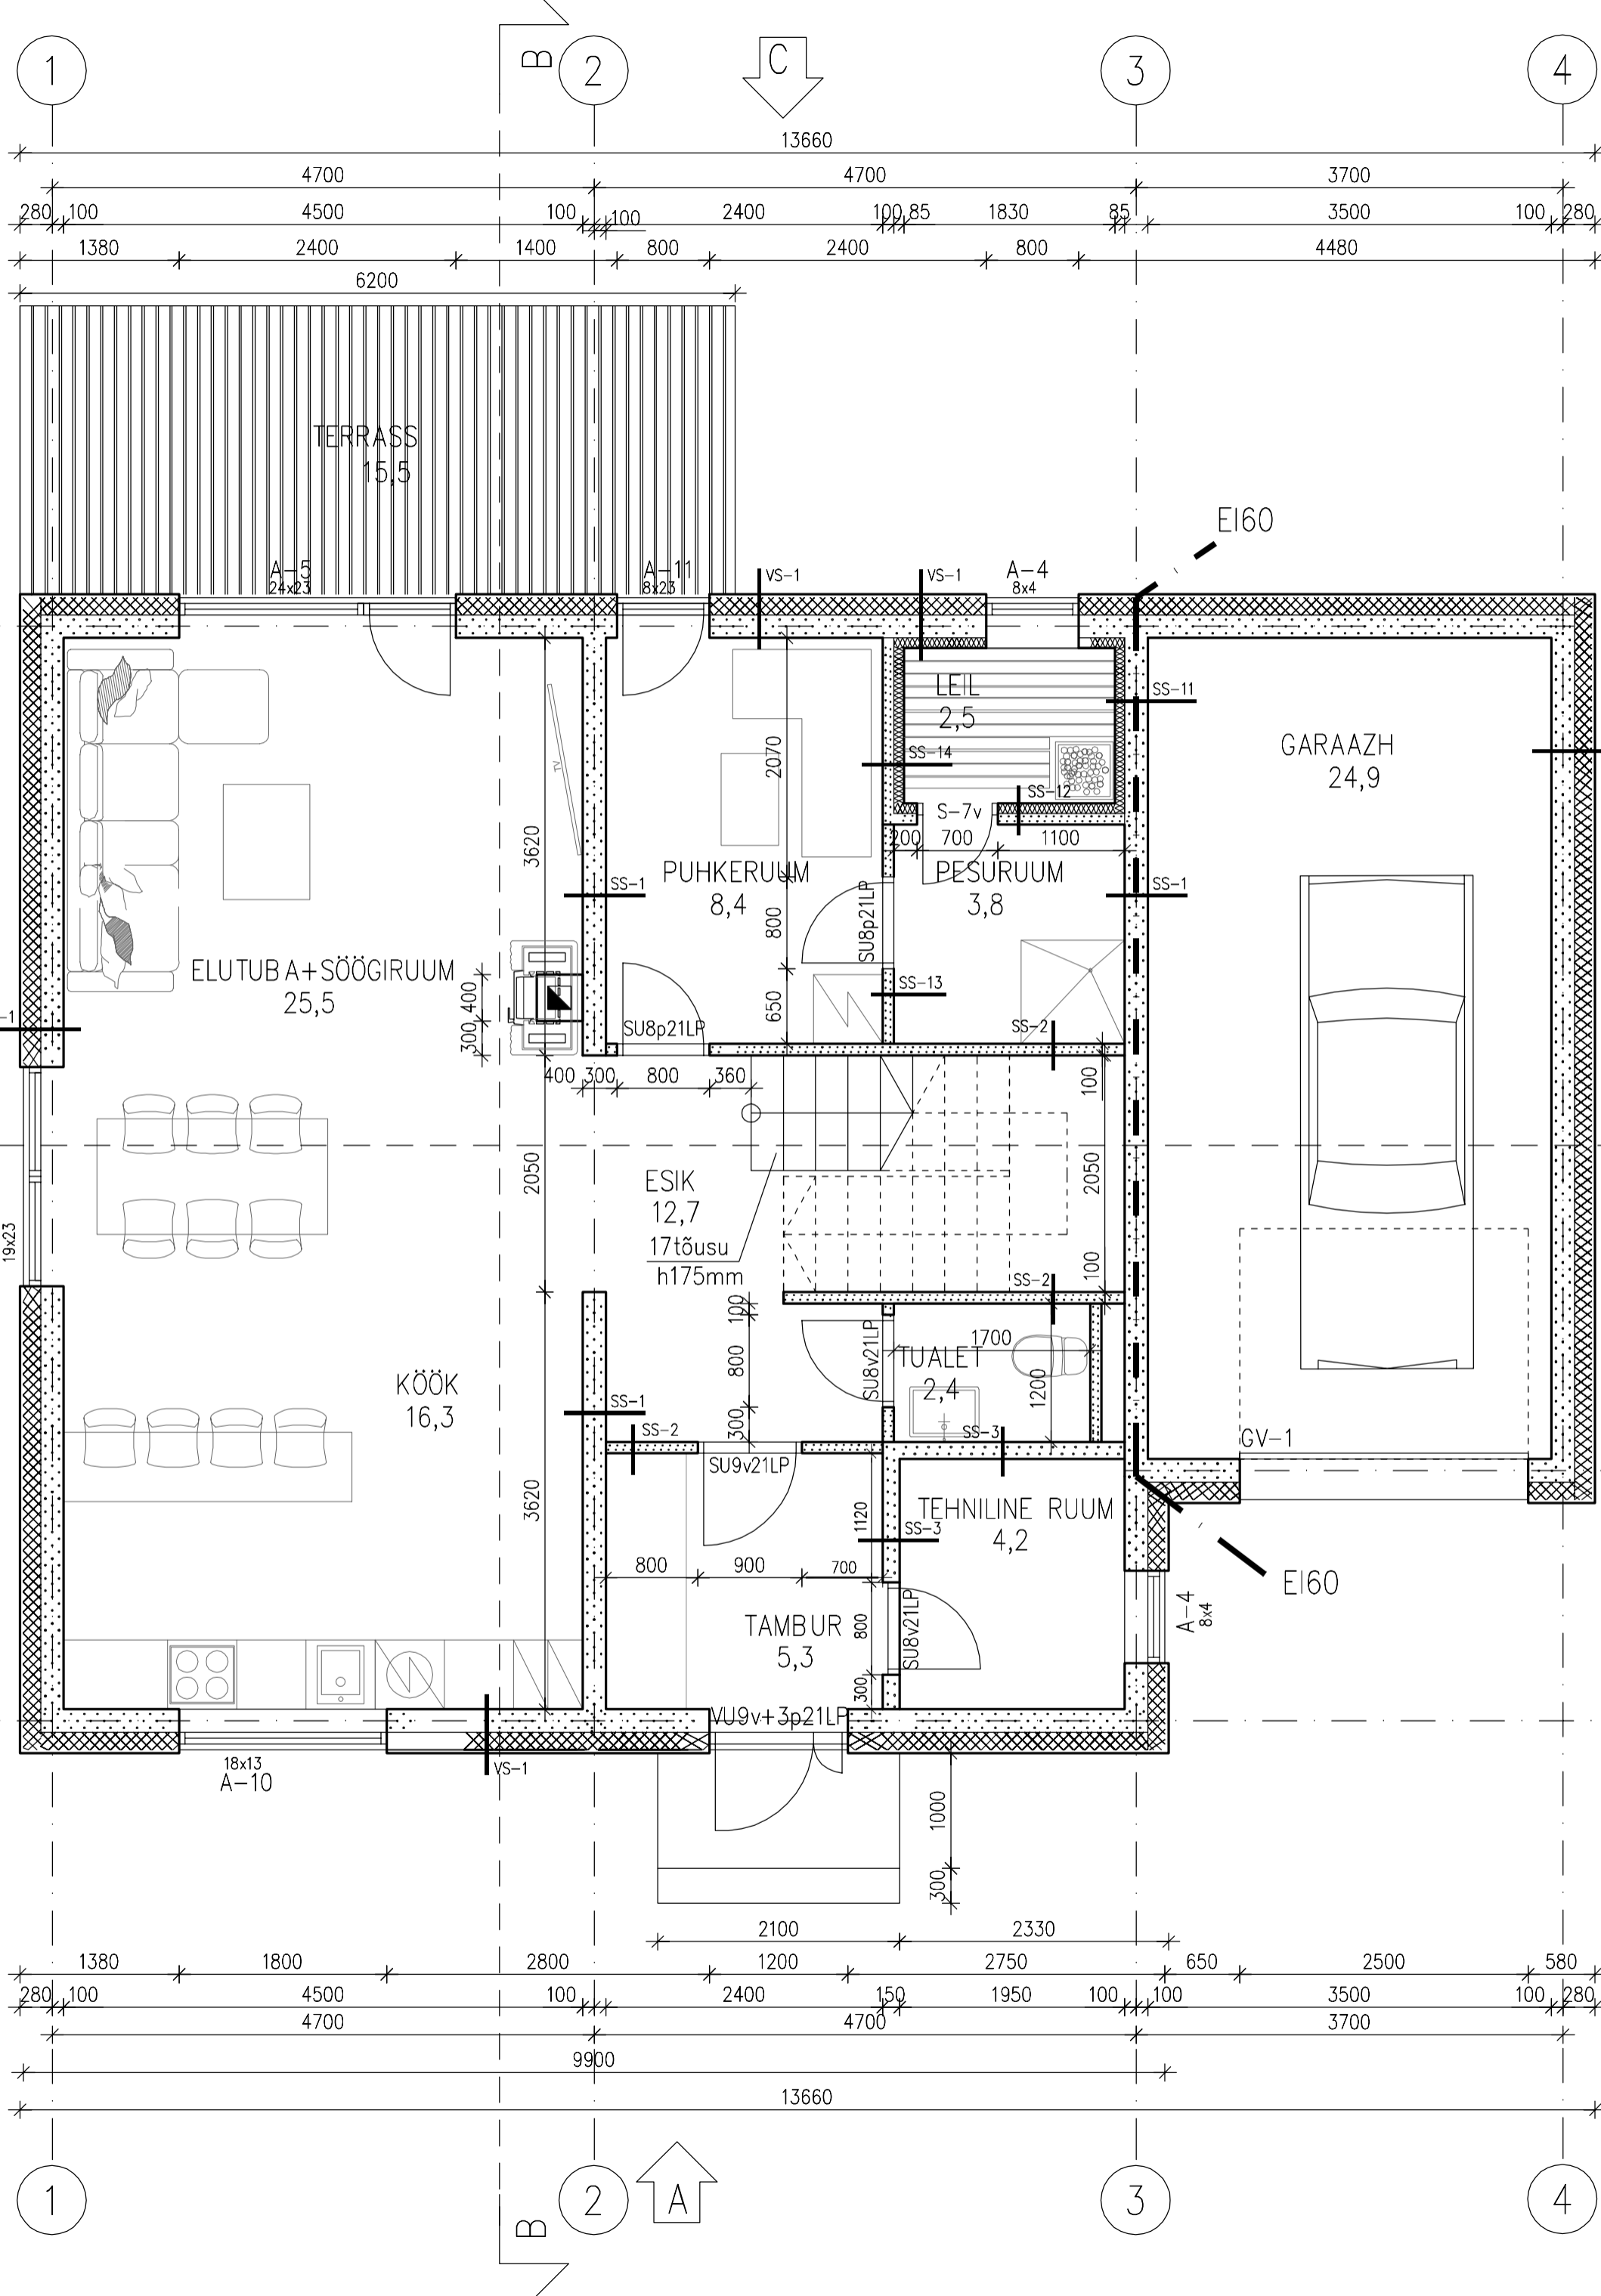 B
1
2
C
3
4
13660
4700
4700
3700
280
100
4500
100
100
2400
100
85
1830
85
3500
100
280
1380
2400
1400
800
2400
800
4480
6200
TERRASS
15,5
EI60
A-5
24x23
A-11
8x23
VS-1
VS-1
A-4
8x4
LEIL
2,5
SS-11
GARAAZH
24,9
2070
SS-14
TV
SS-12
S-7v
3620
200
700
1100
PUHKERUUM
8,4
PESURUUM
3,8
SS-1
SS-1
800
SU8p21LP
ELUTUBA+SÖÖGIRUUM
25,5
400
300
650
SS-13
SU8p21LP
SS-2
-1
400
300
800
360
100
2050
2050
ESIK
12,7
17tõusu
h175mm
19x23
SS-2
100
100
800
300
SU8v21LP
1700
TUALET
2,4
1200
KÖÖK
16,3
SS-1
SS-2
SS-3
GV-1
SU9v21LP
3620
1120
TEHNILINE RUUM
4,2
SS-3
800
900
700
EI60
TAMBUR
5,3
800
SU8v21LP
A-4
8x4
300
VU9v+3p21LP
18x13
A-10
VS-1
1000
300
2100
2330
1380
1800
2800
1200
2750
650
2500
580
280
100
4500
100
2400
150
1950
100
100
3500
100
280
4700
4700
3700
9900
13660
1
2
A
3
4
B